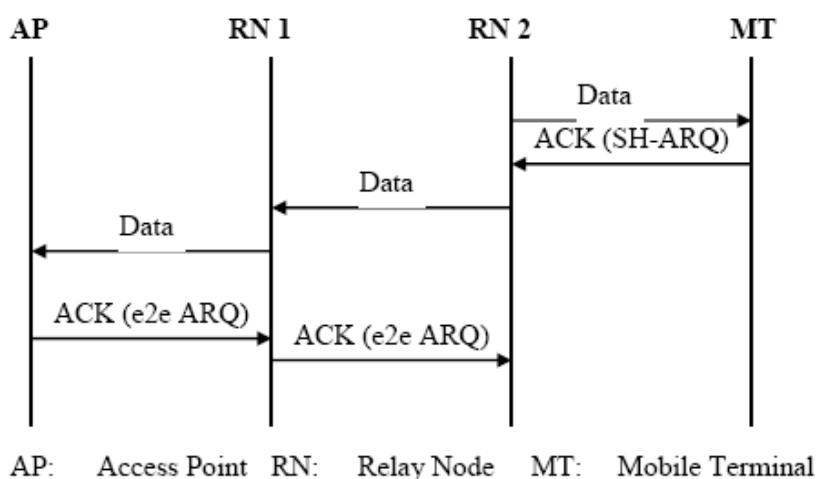 AP RN 1 RN 2 MT
Data
ACK (SH-ARQ)
Data
Data
ACK (e2e ARQ)
ACK (e2e ARQ)
AP: Access Point RN: Relay Node MT: Mobile Terminal